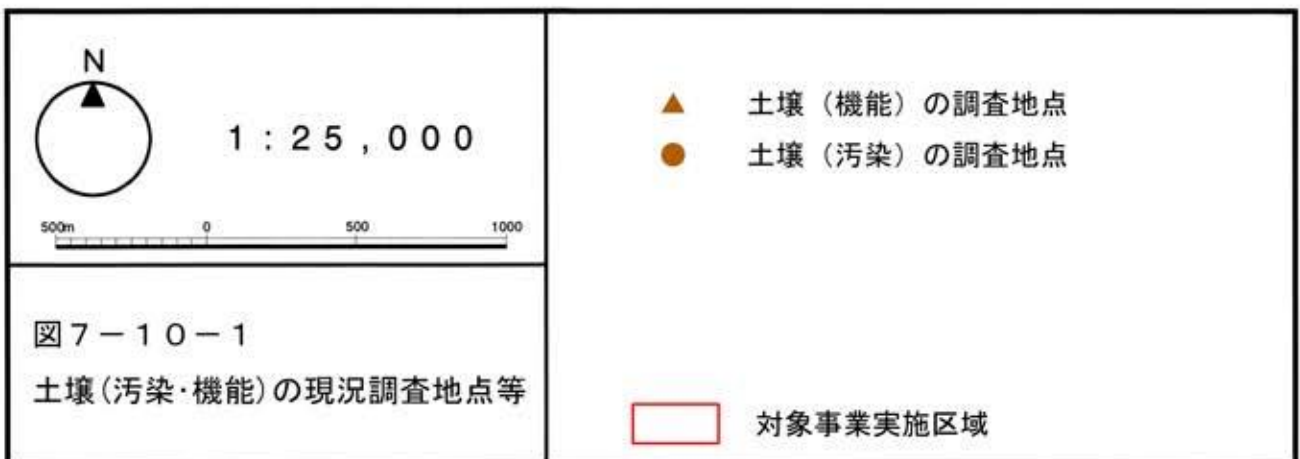 N
1:25,000
500m 0 500 1000
図7-10-1
土壌(汚染・機能)の現況調査地点等
土壌（機能）の調査地点
土壌（汚染）の調査地点
対象事業実施区域